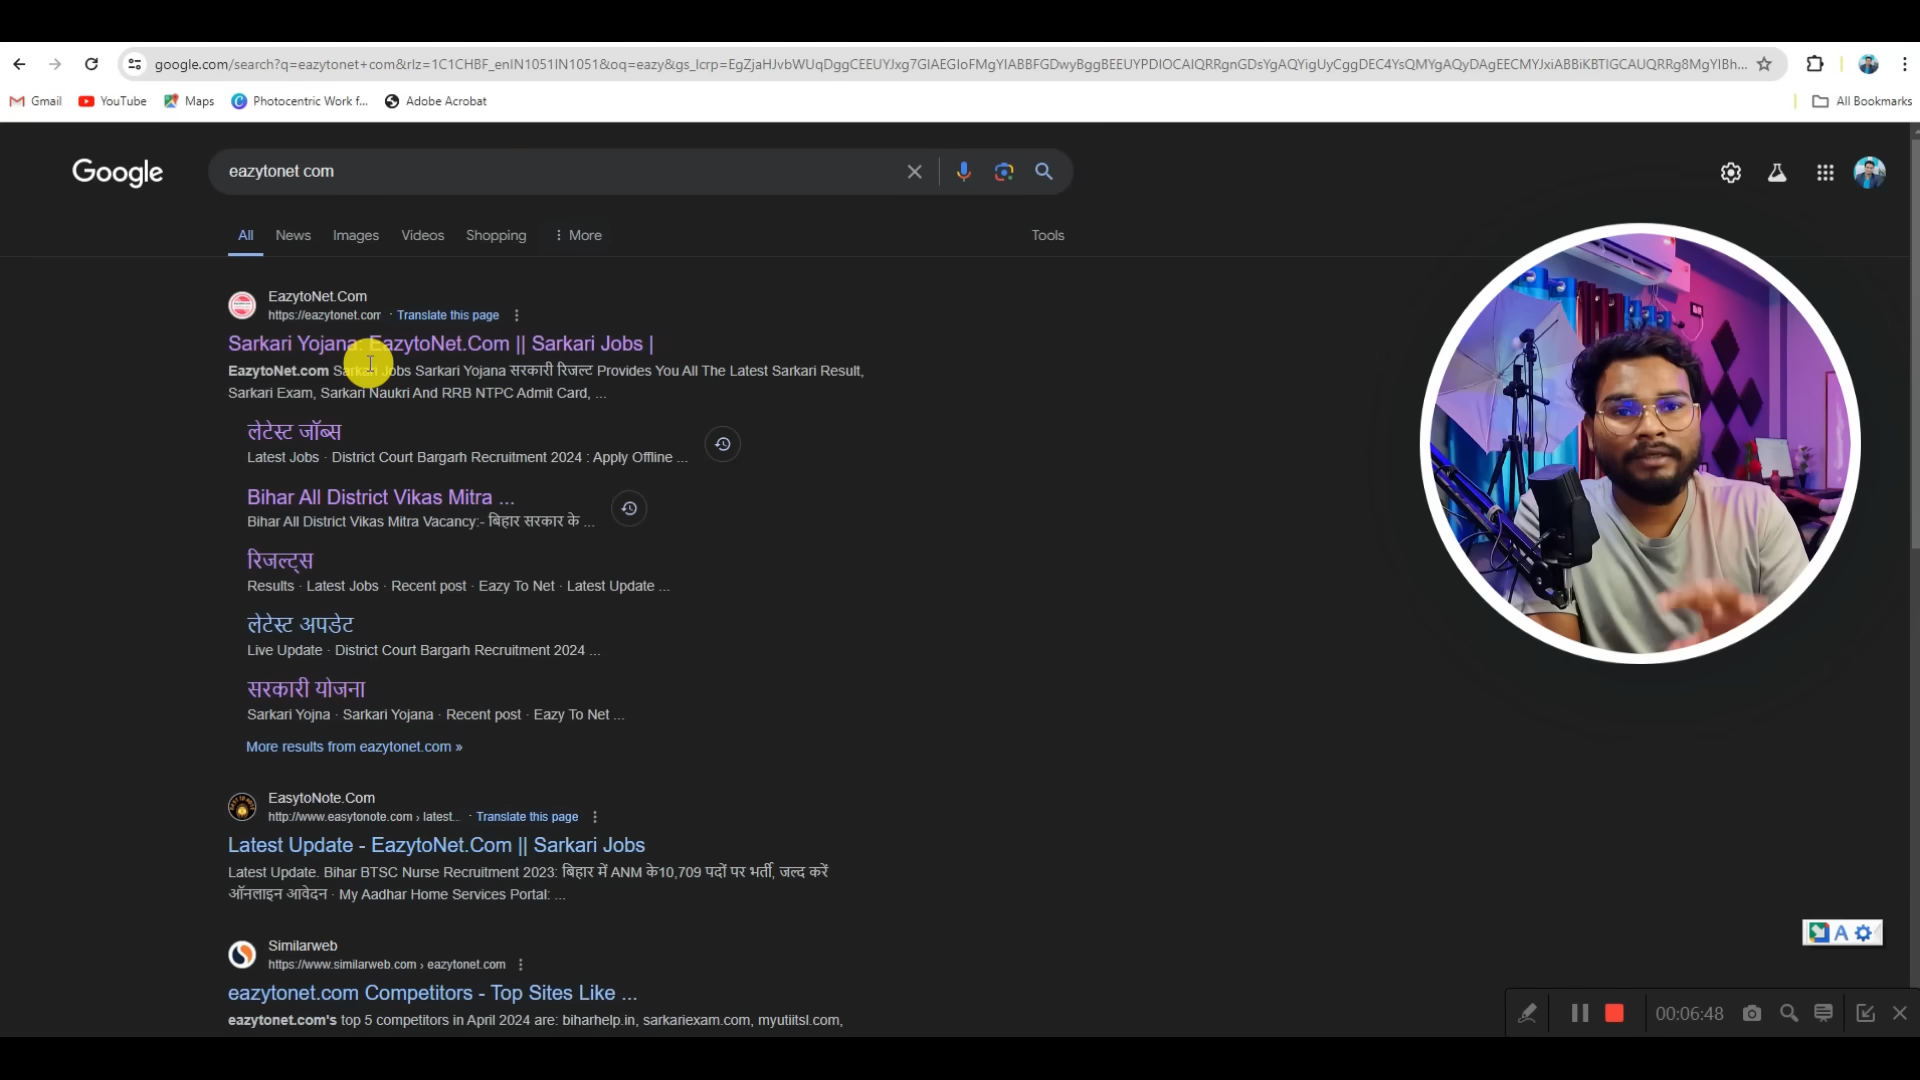 google.com/search?q=eazytonet+com&rlz=1C1CHBF_enIN1051IN1051&oq=eazy&gs_lcrp=
Gmail YouTube Maps Photocentric Work f... Adobe Acrobat All Bookmarks
Google eazytonet com
All News Images Videos Shopping More Tools
EazytoNet.Com
https://eazytonet.com · Translate this page
Sarkari Yojana: EazytoNet.Com || Sarkari Jobs |
EazytoNet.com Sarkari Jobs Sarkari Yojana सरकारी रिजल्ट Provides You All The Latest Sarkari Result,
Sarkari Exam, Sarkari Naukri And RRB NTPC Admit Card, ...
लेटेस्ट जॉब्स
Latest Jobs · District Court Bargarh Recruitment 2024 : Apply Offline ...
Bihar All District Vikas Mitra ...
Bihar All District Vikas Mitra Vacancy:- बिहार सरकार के ...
रिजल्ट्स
Results · Latest Jobs · Recent post · Eazy To Net · Latest Update ...
लेटेस्ट अपडेट
Live Update · District Court Bargarh Recruitment 2024 ...
सरकारी योजना
Sarkari Yojna · Sarkari Yojana · Recent post · Eazy To Net ...
More results from eazytonet.com »
EasytoNote.Com
http://www.easytonote.com › latest... · Translate this page
Latest Update - EazytoNet.Com || Sarkari Jobs
Latest Update. Bihar BTSC Nurse Recruitment 2023: बिहार में ANM के10,709 पदों पर भर्ती, जल्द करें
ऑनलाइन आवेदन · My Aadhar Home Services Portal: ...
Similarweb
https://www.similarweb.com › eazytonet.com
eazytonet.com Competitors - Top Sites Like ...
eazytonet.com's top 5 competitors in April 2024 are: biharhelp.in, sarkariexam.com, myutiitsl.com,
A
00:06:48